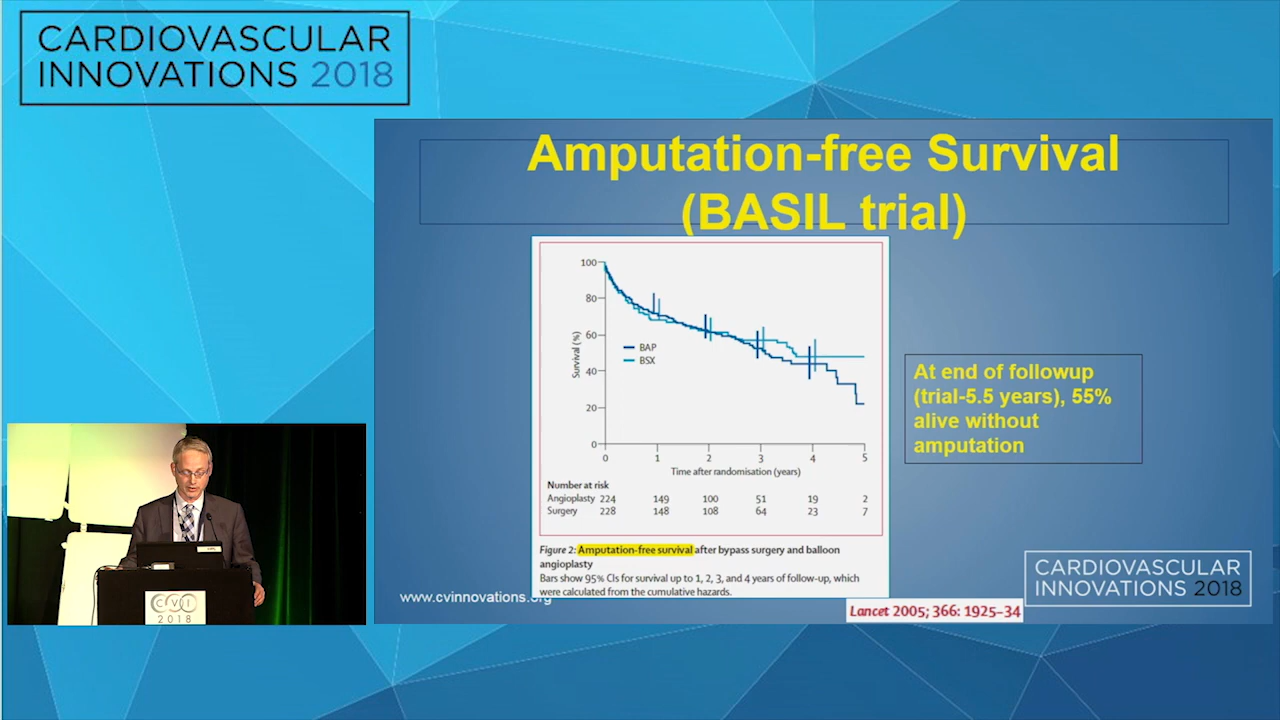 CARDIOVASCULAR
INNOVATIONS 2018
Amputation-free Survival
(BASIL trial)
100
80
60
40
20
0
Survival (%)
BAP
BSX
0 1 2 3 4 5
Time after randomisation (years)
Number at risk
Angioplasty 224 149 100 51 19 2
Surgery 228 148 108 64 23 7
Figure 2: Amputation-free survival after bypass surgery and balloon
angioplasty
Bars show 95% CIs for survival up to 1, 2, 3, and 4 years of follow-up, which
were calculated from the cumulative hazards.
At end of followup
(trial-5.5 years), 55%
alive without
amputation
www.cvinnovations.org
Lancet 2005; 366: 1925–34
CARDIOVASCULAR
INNOVATIONS 2018
CVI
2018